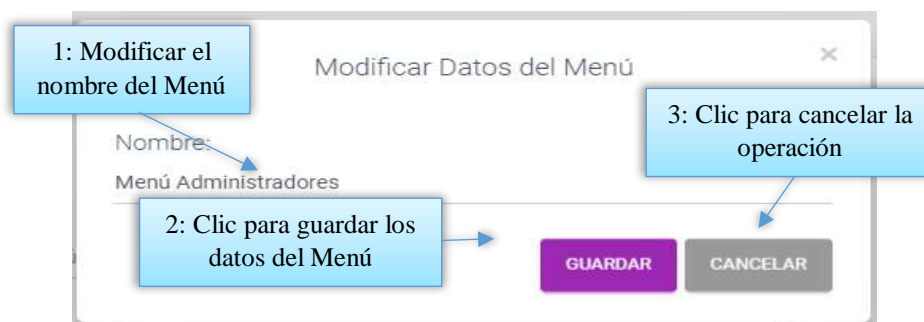 1: Modificar el
nombre del Menú
Modificar Datos del Menú
×
3: Clic para cancelar la
operación
Nombre:
Menú Administradores
2: Clic para guardar los
datos del Menú
GUARDAR
CANCELAR